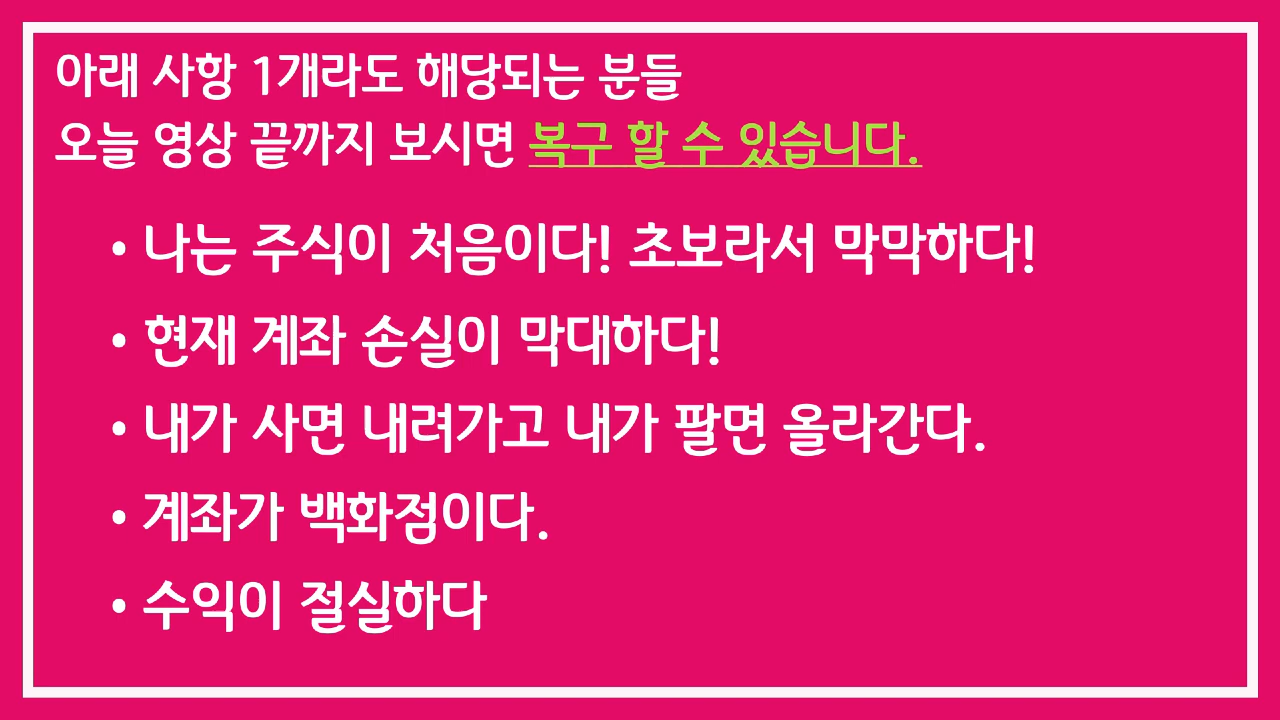 아래 사항 1개라도 해당되는 분들
오늘 영상 끝까지 보시면 복구 할 수 있습니다.
• 나는 주식이 처음이다! 초보라서 막막하다!
• 현재 계좌 손실이 막대하다!
• 내가 사면 내려가고 내가 팔면 올라간다.
• 계좌가 백화점이다.
• 수익이 절실하다